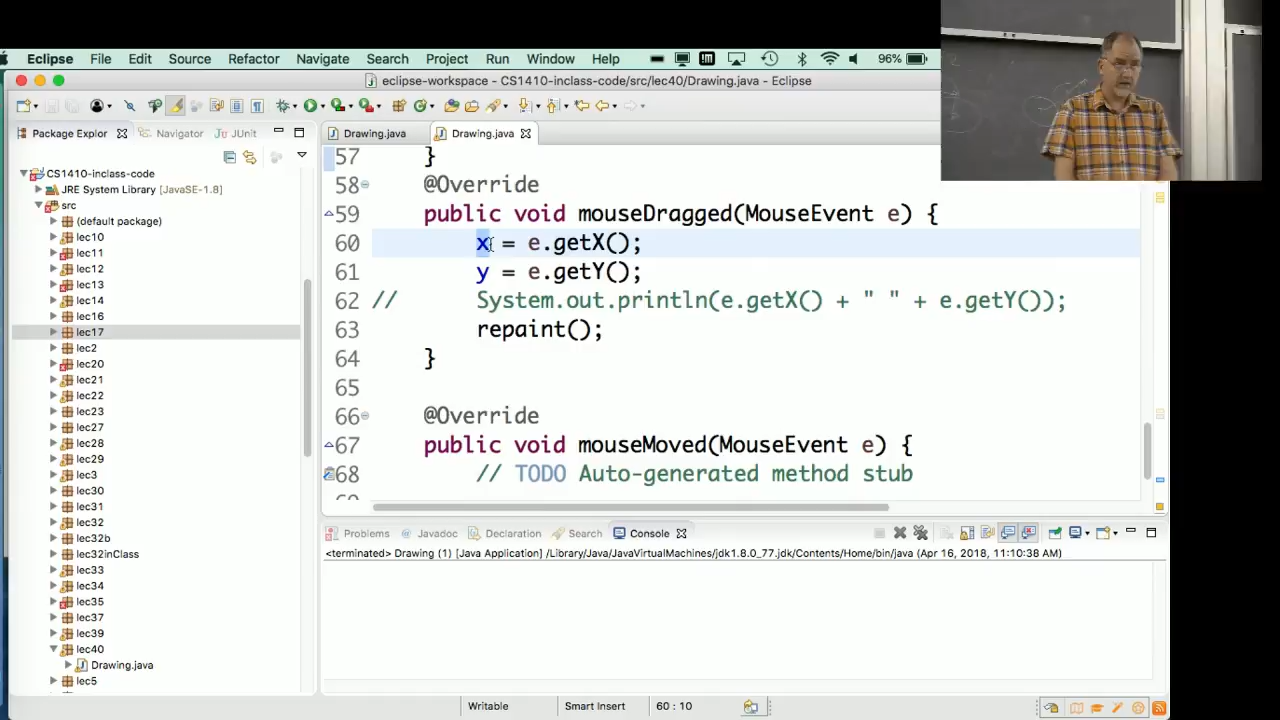 Eclipse File Edit Source Refactor Navigate Search Project Run Window Help 96%
eclipse-workspace - CS1410-inclass-code/src/lec40/Drawing.java - Eclipse
Package Explor Navigator JUnit
Drawing.java Drawing.java
CS1410-inclass-code
JRE System Library [JavaSE-1.8]
src
(default package)
lec10
lec11
lec12
lec13
lec14
lec16
lec17
lec2
lec20
lec21
lec22
lec23
lec27
lec28
lec29
lec3
lec30
lec31
lec32
lec32b
lec32inClass
lec33
lec34
lec35
lec37
lec39
lec40
Drawing.java
lec5
57 }
58 @Override
59 public void mouseDragged(MouseEvent e) {
60 x = e.getX();
61 y = e.getY();
62 // System.out.println(e.getX() + " " + e.getY());
63 repaint();
64 }
65
66 @Override
67 public void mouseMoved(MouseEvent e) {
68 // TODO Auto-generated method stub
Problems Javadoc Declaration Search Console
<terminated> Drawing (1) [Java Application] /Library/Java/JavaVirtualMachines/jdk1.8.0_77.jdk/Contents/Home/bin/java (Apr 16, 2018, 11:10:38 AM)
Writable Smart Insert 60 : 10